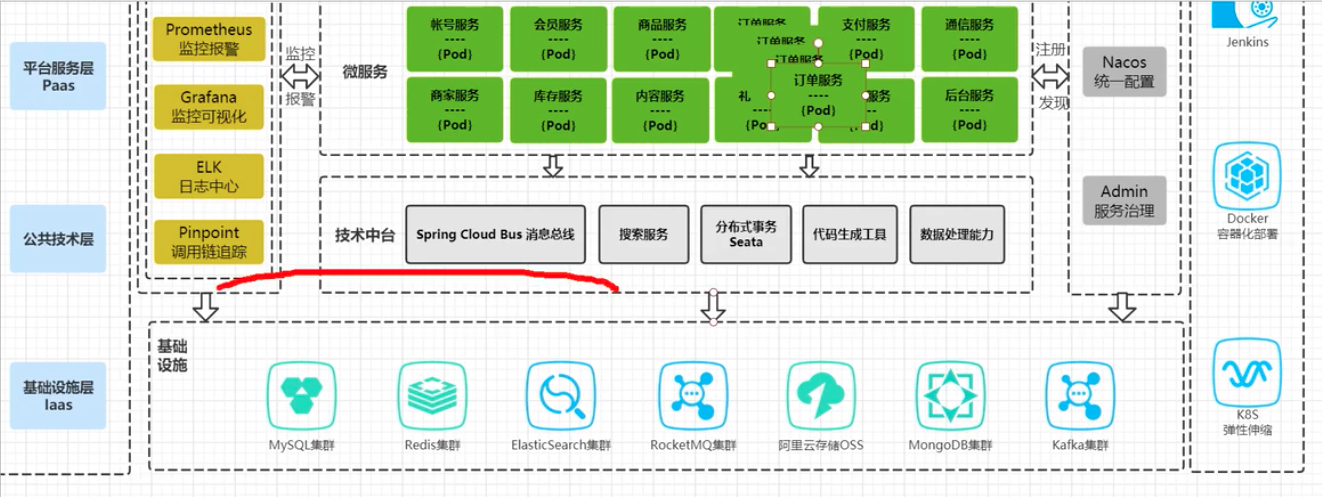 平台服务层
Paas
公共技术层
基础设施层
Iaas
Prometheus
监控报警
Grafana
监控可视化
ELK
日志中心
Pinpoint
调用链追踪
监控
报警
微服务
帐号服务
----
(Pod)
会员服务
----
(Pod)
商品服务
----
(Pod)
订单服务
订单服务
订单服务
订单服务
----
(Pod)
支付服务
----
(Pod)
通信服务
----
(Pod)
商家服务
----
(Pod)
库存服务
----
(Pod)
内容服务
----
(Pod)
礼
----
服务
后台服务
----
(Pod)
注册
发现
Nacos
统一配置
Admin
服务治理
技术中台
Spring Cloud Bus 消息总线
搜索服务
分布式事务
Seata
代码生成工具
数据处理能力
基础
设施
MySQL集群
Redis集群
ElasticSearch集群
RocketMQ集群
阿里云存储OSS
MongoDB集群
Kafka集群
Jenkins
Docker
容器化部署
K8S
弹性伸缩